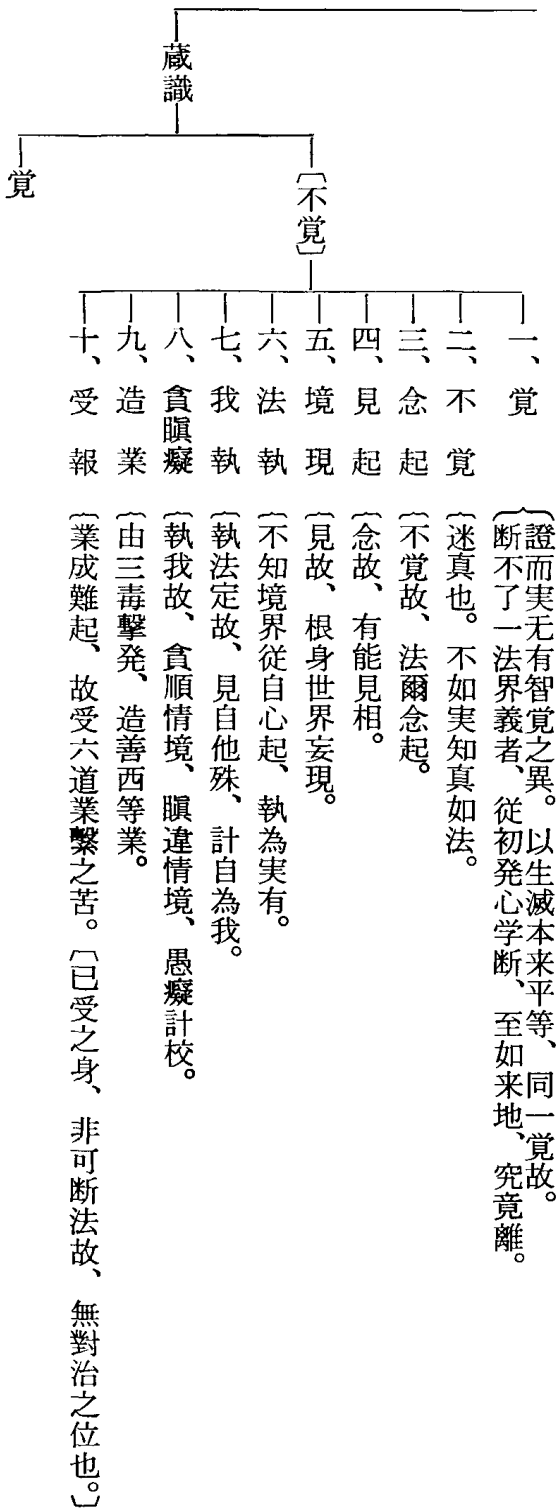 一、覚
證而実无有智覚之異。以生滅本来平等、同一覚故。
断不了一法界義者、従初発心学断、至如来地、究竟離。
二、不覚
迷真也。不如実知真如法。
三、念起
不覚故、法爾念起。
四、見起
念故、有能見相。
五、境現
見故、根身世界妄現。
六、法執
不知境界従自心起、執為実有。
七、我執
執法定故、見自他殊、計自為我。
八、貪瞋癡
執我故、貪順情境、瞋違情境、愚癡計校。
九、造業
由三毒撃発、造善西等業。
十、受報
業成難起、故受六道業繋之苦。〔已受之身、非可断法故、無對治之位也。〕
〔不覚〕
蔵識
覚